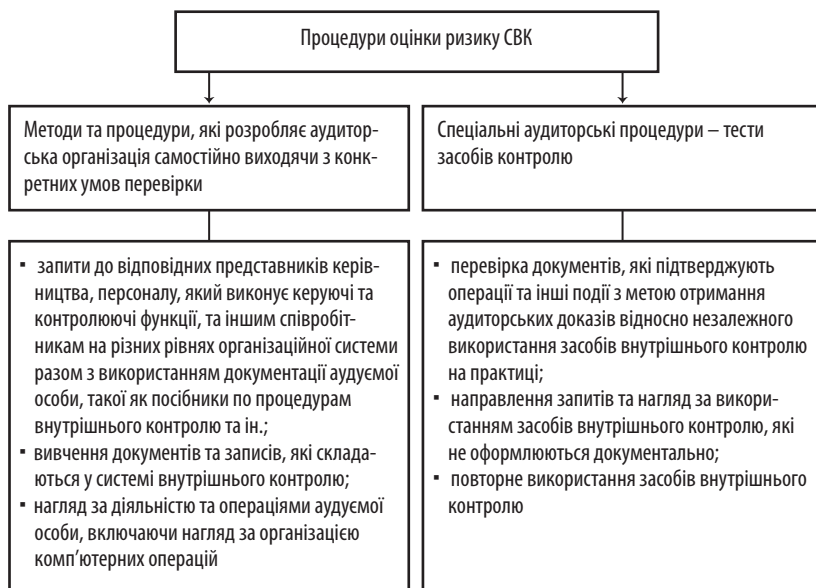 Процедури оцінки ризику СВК
Методи та процедури, які розробляє аудитор-
ська організація самостійно виходячи з конк-
ретних умов перевірки
Спеціальні аудиторські процедури – тести
засобів контролю
▪ запити до відповідних представників керів-
ництва, персоналу, який виконує керуючі та
контролюючі функції, та іншим співробіт-
никам на різних рівнях організаційної системи
разом з використанням документації аудуємої
особи, такої як посібники по процедурам
внутрішнього контролю та ін.;
▪ вивчення документів та записів, які склада-
ються у системі внутрішнього контролю;
▪ нагляд за діяльністю та операціями аудуємої
особи, включаючи нагляд за організацією
комп’ютерних операцій
▪ перевірка документів, які підтверджують
операції та інші події з метою отримання
аудиторських доказів відносно незалежного
використання засобів внутрішнього контролю
на практиці;
▪ направлення запитів та нагляд за викори-
станням засобів внутрішнього контролю, які
не оформлюються документально;
▪ повторне використання засобів внутрішнього
контролю